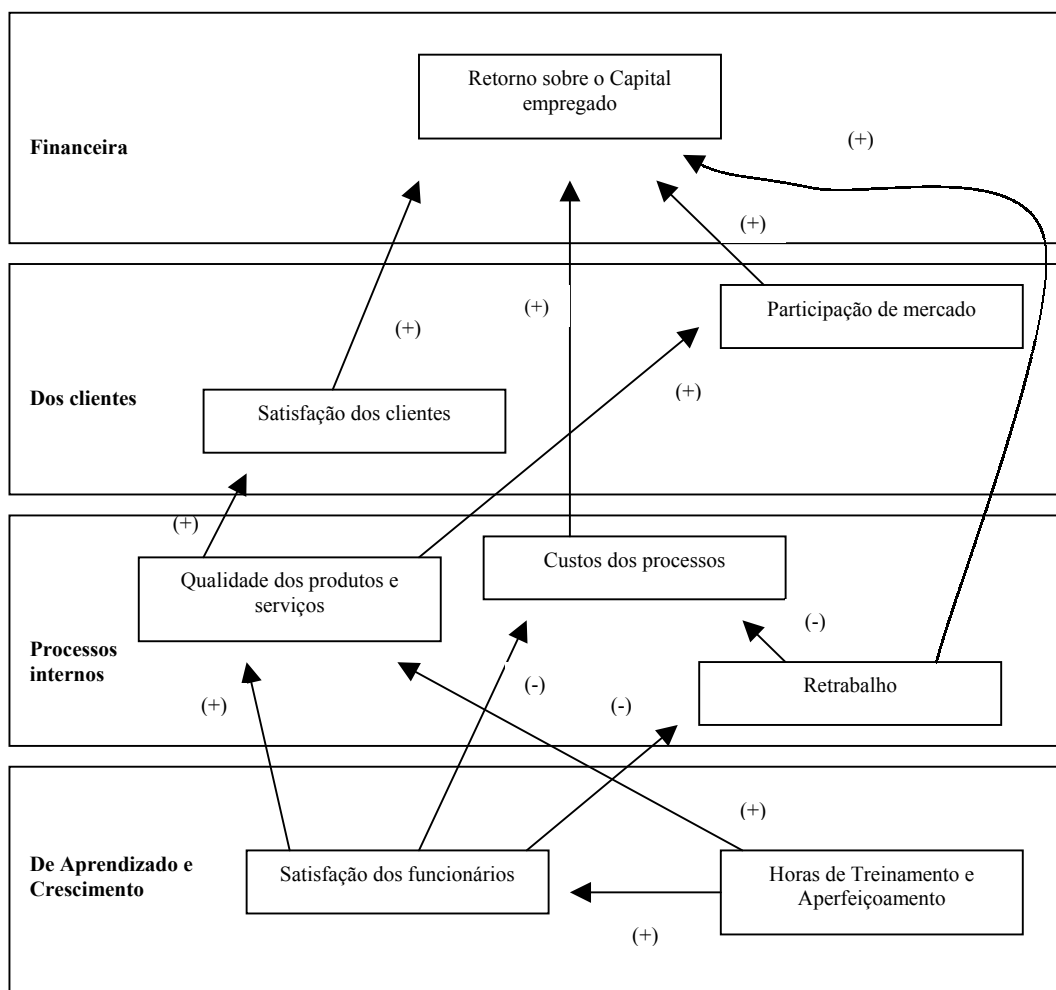 Retorno sobre o Capital
empregado
Financeira
(+)
(+)
(+)
(+)
Participação de mercado
Dos clientes
Satisfação dos clientes
(+)
(+)
Qualidade dos produtos e
serviços
Custos dos processos
Processos
internos
(-)
Retrabalho
(+)
(-)
(-)
De Aprendizado e
Crescimento
(+)
Satisfação dos funcionários
Horas de Treinamento e
Aperfeiçoamento
(+)